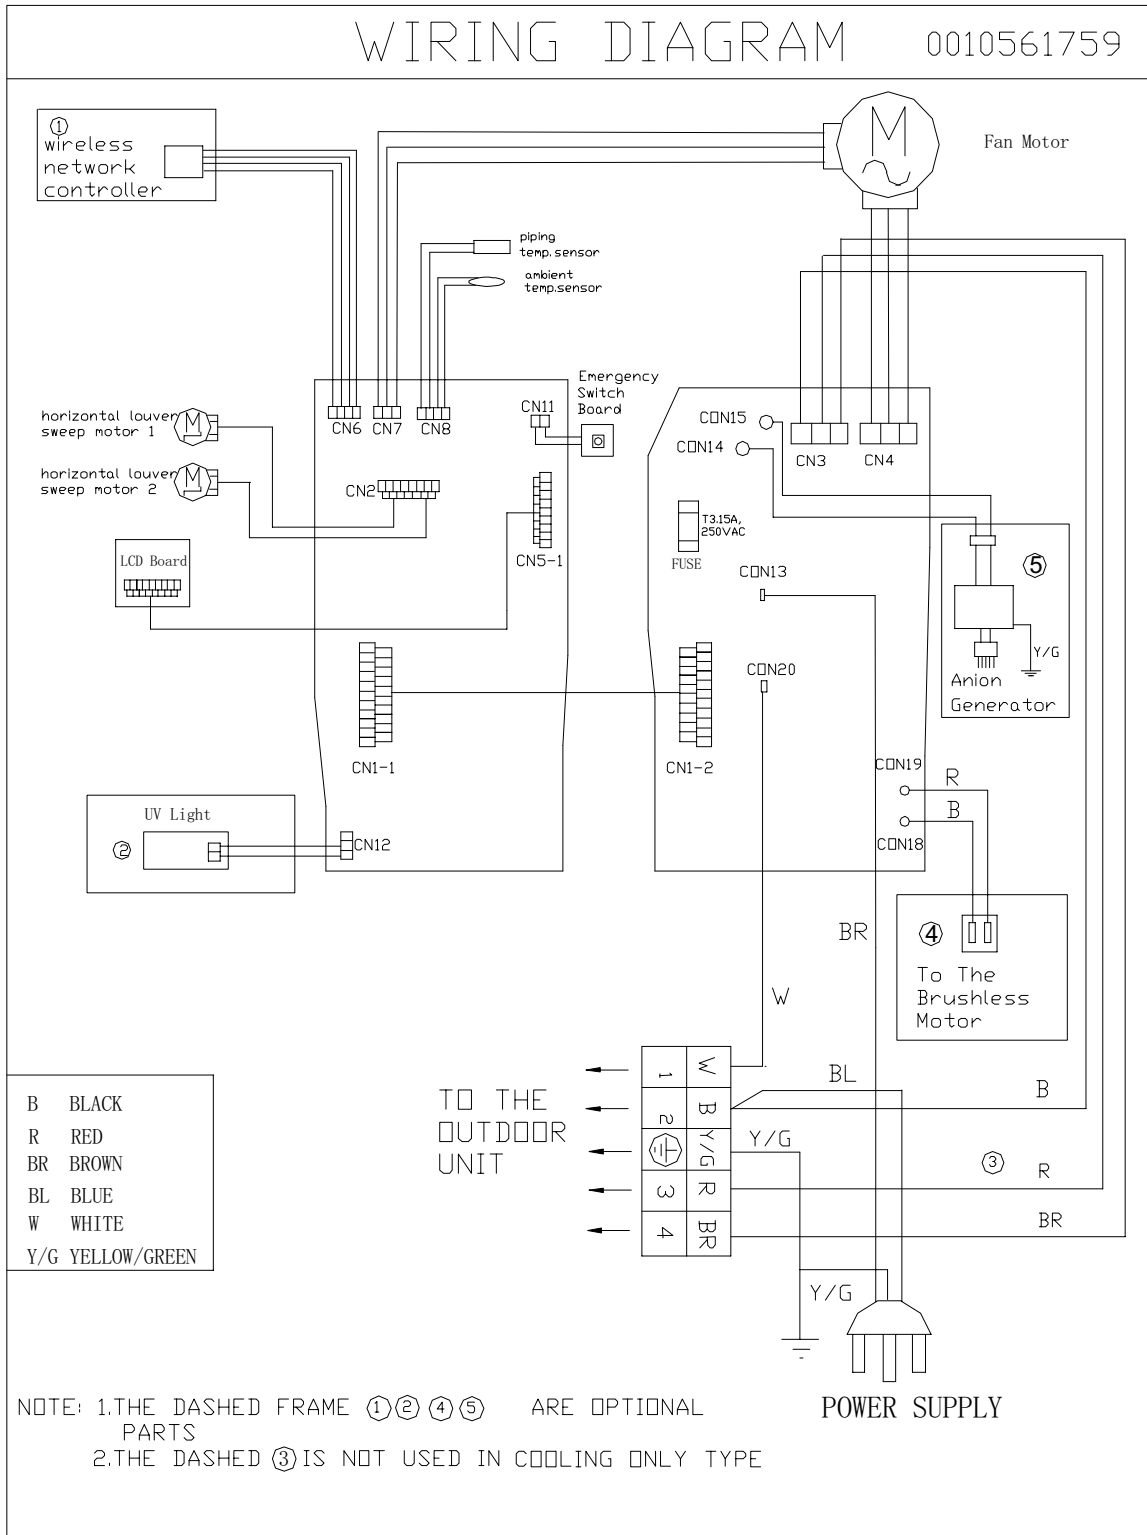 WIRING DIAGRAM 0010561759
①
wireless
network
controller
M
Fan Motor
piping
temp. sensor
ambient
temp.sensor
horizontal louver
sweep motor 1
M
horizontal louver
sweep motor 2
M
CN6 CN7 CN8
CN11
Emergency
Switch
Board
CN2
CN5-1
LCD Board
CN1-1
UV Light
②
CN12
CON15
CON14
CN3 CN4
T3.15A,
250VAC
FUSE
CON13
CON20
CN1-2
CON19
CON18
R
B
⑤
Y/G
Anion
Generator
④
To The
Brushless
Motor
BR
W
BL
B
Y/G
③
R
BR
Y/G
TO THE
OUTDOOR
UNIT
1 W
2 B
Y/G
3 R
4 BR
B BLACK
R RED
BR BROWN
BL BLUE
W WHITE
Y/G YELLOW/GREEN
POWER SUPPLY
NOTE: 1.THE DASHED FRAME ①② ④⑤ ARE OPTIONAL
PARTS
2.THE DASHED ③ IS NOT USED IN COOLING ONLY TYPE